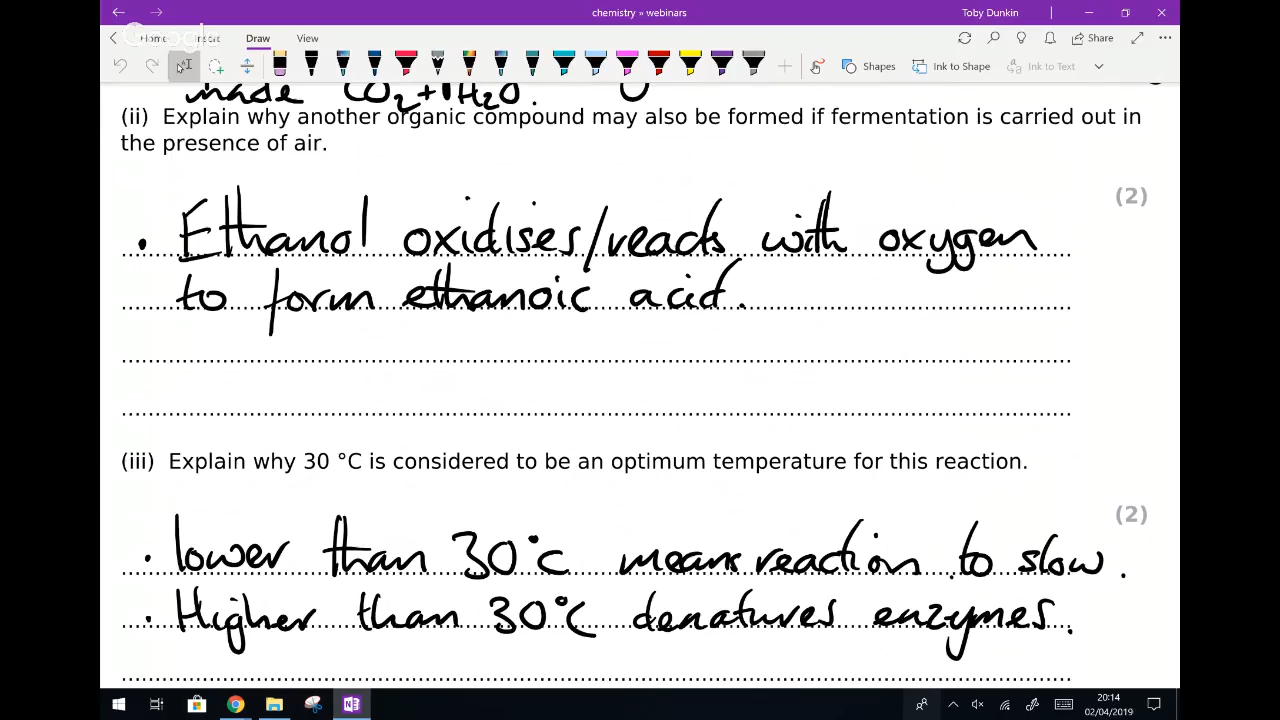 chemistry » webinars
Toby Dunkin
Google
Home Insert Draw View
Shapes
Ink to Shape
Ink to Text
Share
made CO2+H2O.
(ii) Explain why another organic compound may also be formed if fermentation is carried out in
the presence of air.
(2)
• Ethanol oxidises/reacts with oxygen
to form ethanoic acid.
(iii) Explain why 30 °C is considered to be an optimum temperature for this reaction.
(2)
• lower than 30°C means reaction to slow.
• Higher than 30°C denatures enzymes.
20:14
02/04/2019